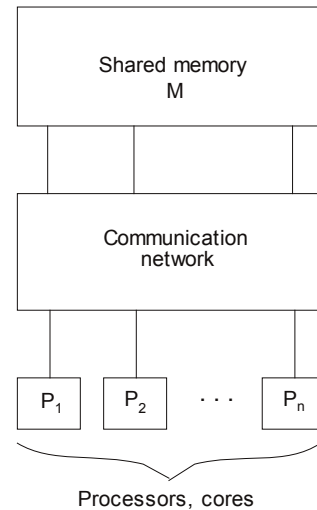 Shared memory
M
Communication
network
P₁ P₂ · · · Pₙ
Processors, cores